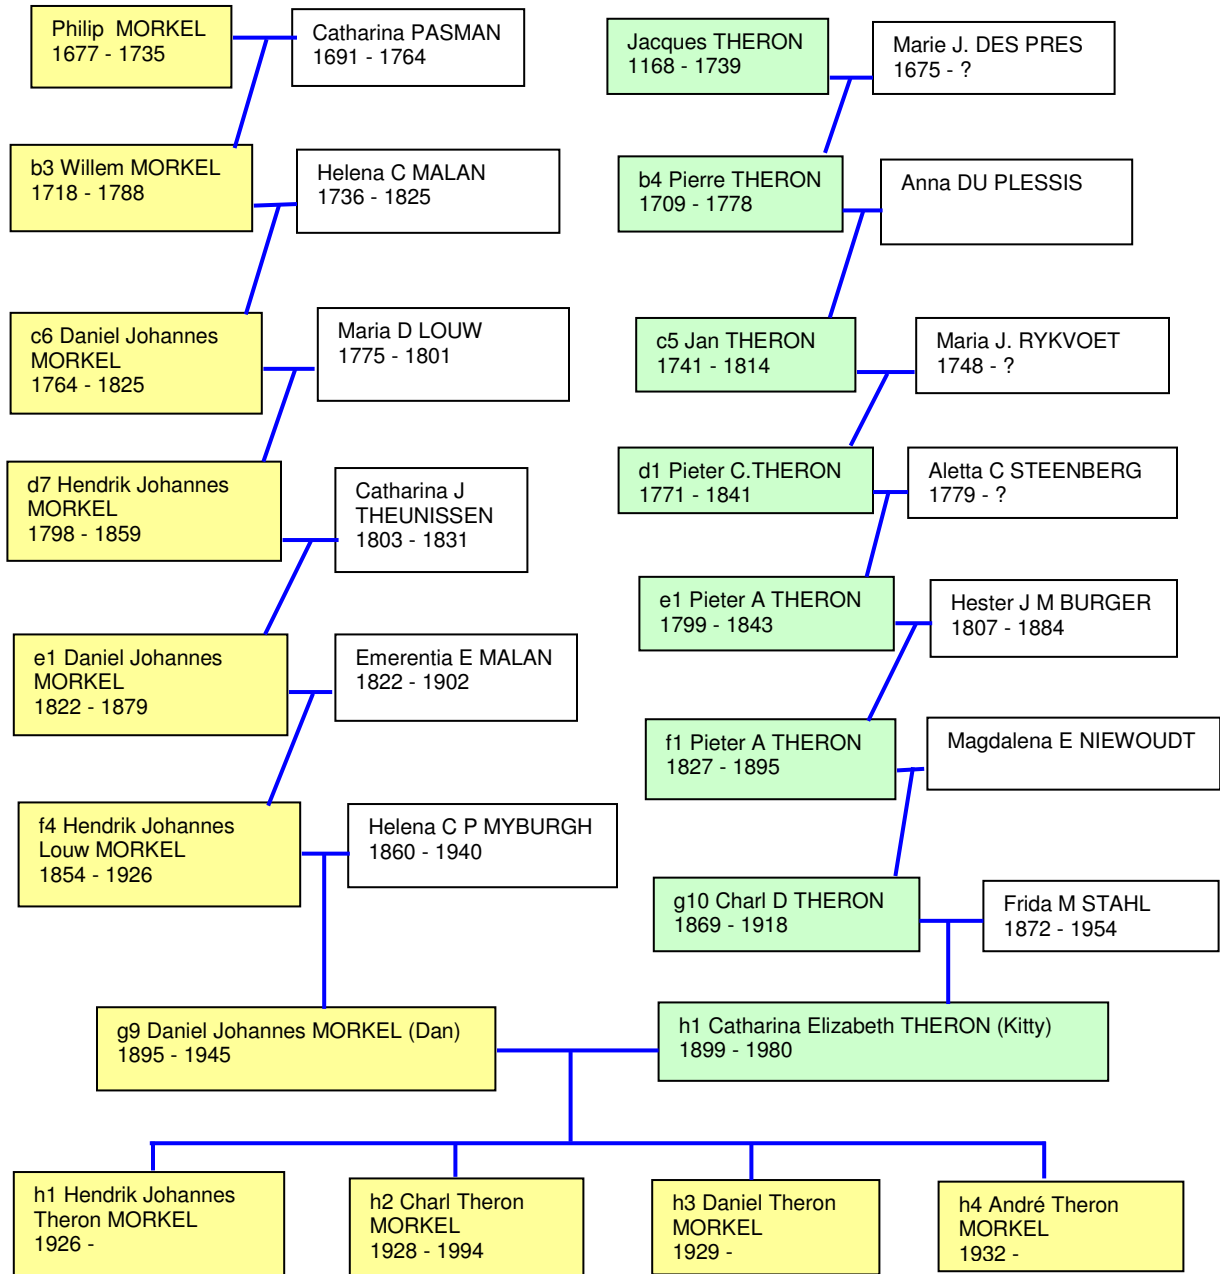 Philip MORKEL
1677 - 1735
Catharina PASMAN
1691 - 1764
Jacques THERON
1168 - 1739
Marie J. DES PRES
1675 - ?
b3 Willem MORKEL
1718 - 1788
Helena C MALAN
1736 - 1825
b4 Pierre THERON
1709 - 1778
Anna DU PLESSIS
c6 Daniel Johannes
MORKEL
1764 - 1825
Maria D LOUW
1775 - 1801
c5 Jan THERON
1741 - 1814
Maria J. RYKVOET
1748 - ?
d7 Hendrik Johannes
MORKEL
1798 - 1859
Catharina J
THEUNISSEN
1803 - 1831
d1 Pieter C.THERON
1771 - 1841
Aletta C STEENBERG
1779 - ?
e1 Pieter A THERON
1799 - 1843
Hester J M BURGER
1807 - 1884
e1 Daniel Johannes
MORKEL
1822 - 1879
Emerentia E MALAN
1822 - 1902
f1 Pieter A THERON
1827 - 1895
Magdalena E NIEWOUDT
f4 Hendrik Johannes
Louw MORKEL
1854 - 1926
Helena C P MYBURGH
1860 - 1940
g10 Charl D THERON
1869 - 1918
Frida M STAHL
1872 - 1954
g9 Daniel Johannes MORKEL (Dan)
1895 - 1945
h1 Catharina Elizabeth THERON (Kitty)
1899 - 1980
h1 Hendrik Johannes
Theron MORKEL
1926 -
h2 Charl Theron
MORKEL
1928 - 1994
h3 Daniel Theron
MORKEL
1929 -
h4 André Theron
MORKEL
1932 -